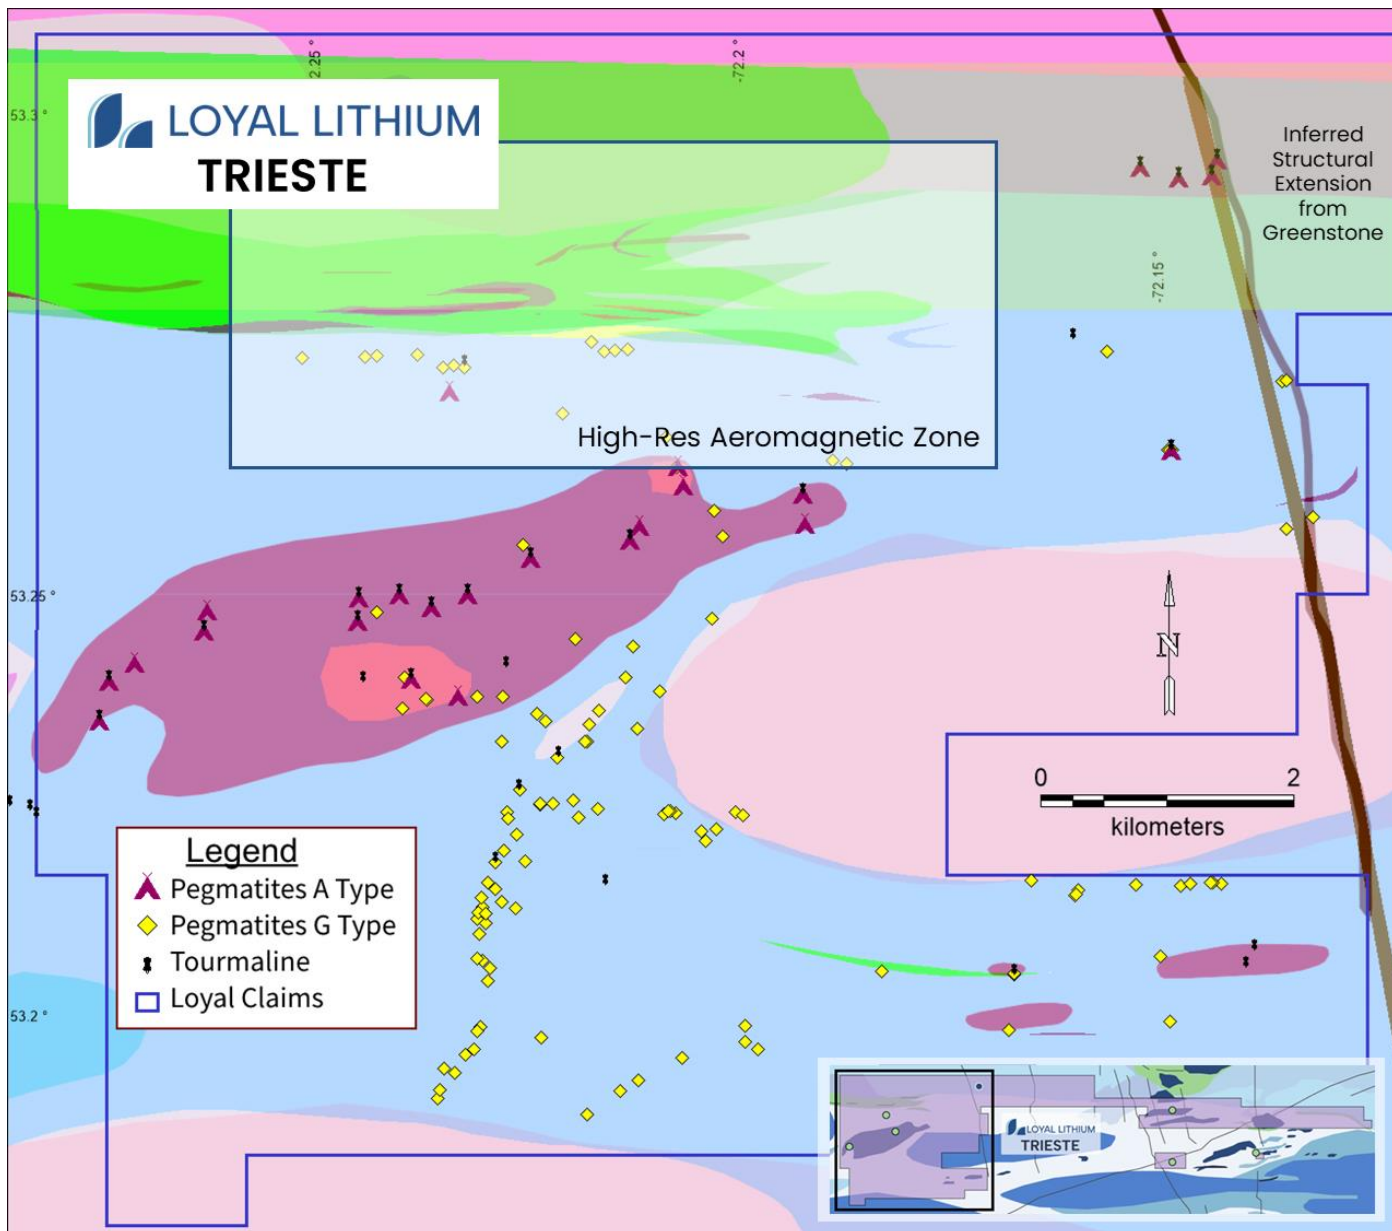 2.25 °
-72.2 °
53.3 °
LOYAL LITHIUM
TRIESTE
Inferred
Structural
Extension
from
Greenstone
-72.15 °
High-Res Aeromagnetic Zone
53.25 °
N
0 2
kilometers
Legend
Pegmatites A Type
Pegmatites G Type
Tourmaline
Loyal Claims
53.2 °
LOYAL LITHIUM
TRIESTE